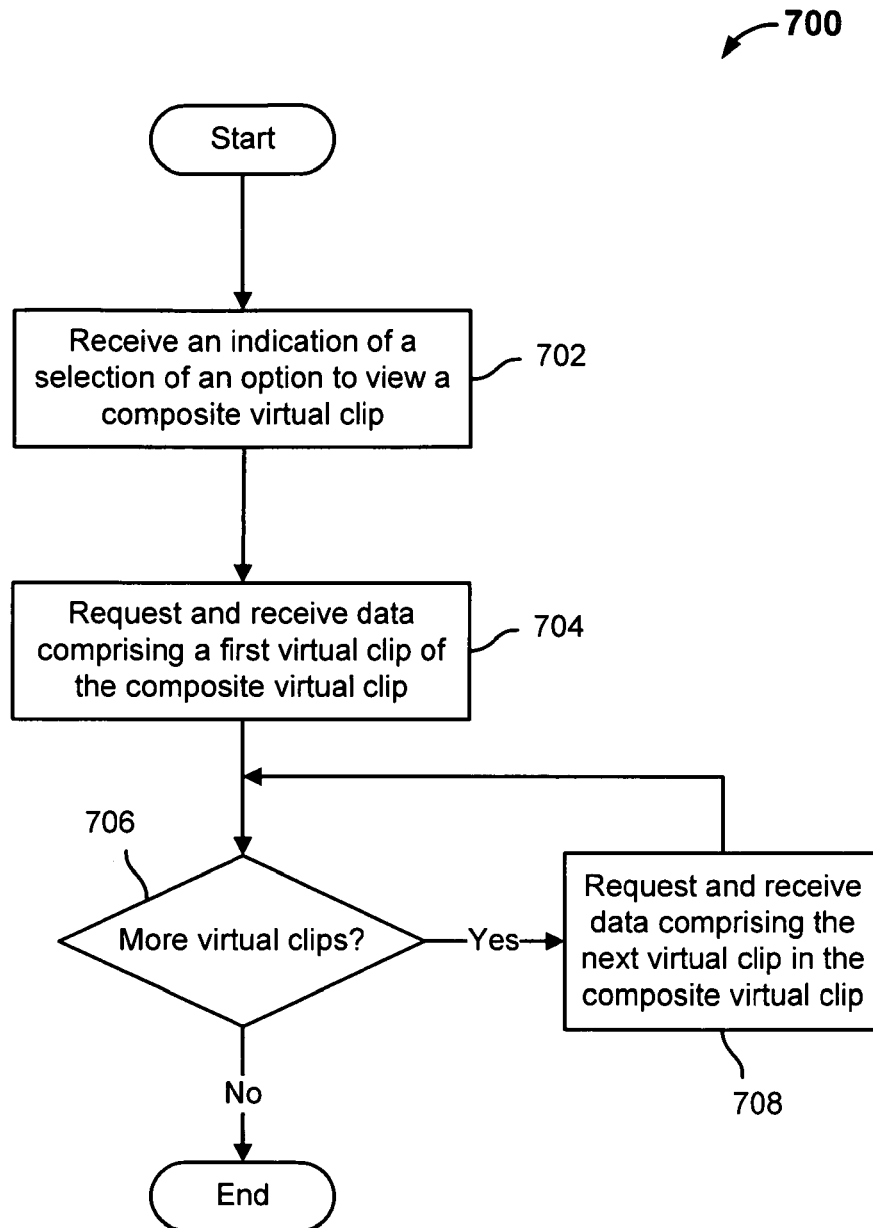 700
Start
Receive an indication of a
selection of an option to view a
composite virtual clip
702
Request and receive data
comprising a first virtual clip of
the composite virtual clip
704
706
More virtual clips?
Yes
Request and receive
data comprising the
next virtual clip in the
composite virtual clip
708
No
End